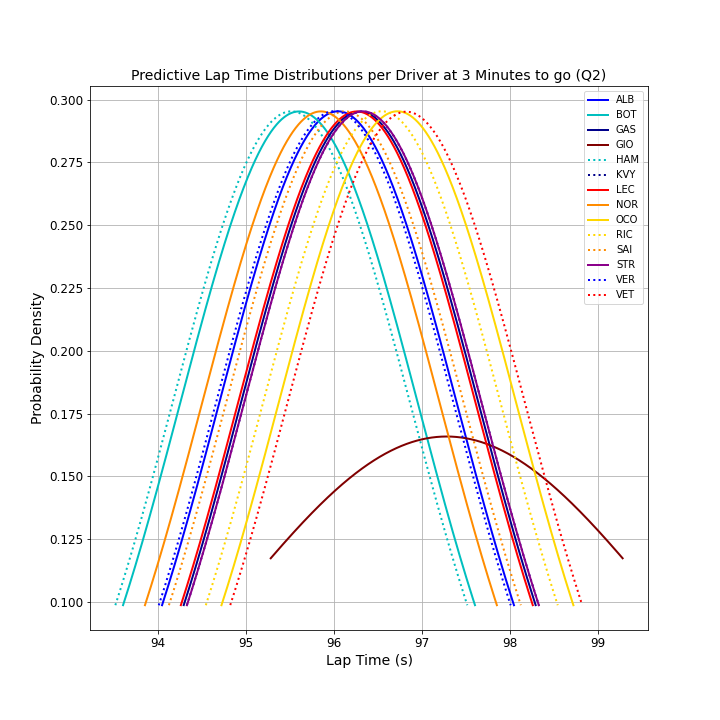 Predictive Lap Time Distributions per Driver at 3 Minutes to go (Q2)
0.300
0.275
0.250
0.225
0.200
0.175
0.150
0.125
0.100
Probability Density
ALB
BOT
GAS
GIO
HAM
KVY
LEC
NOR
OCO
RIC
SAI
STR
VER
VET
94 95 96 97 98 99
Lap Time (s)